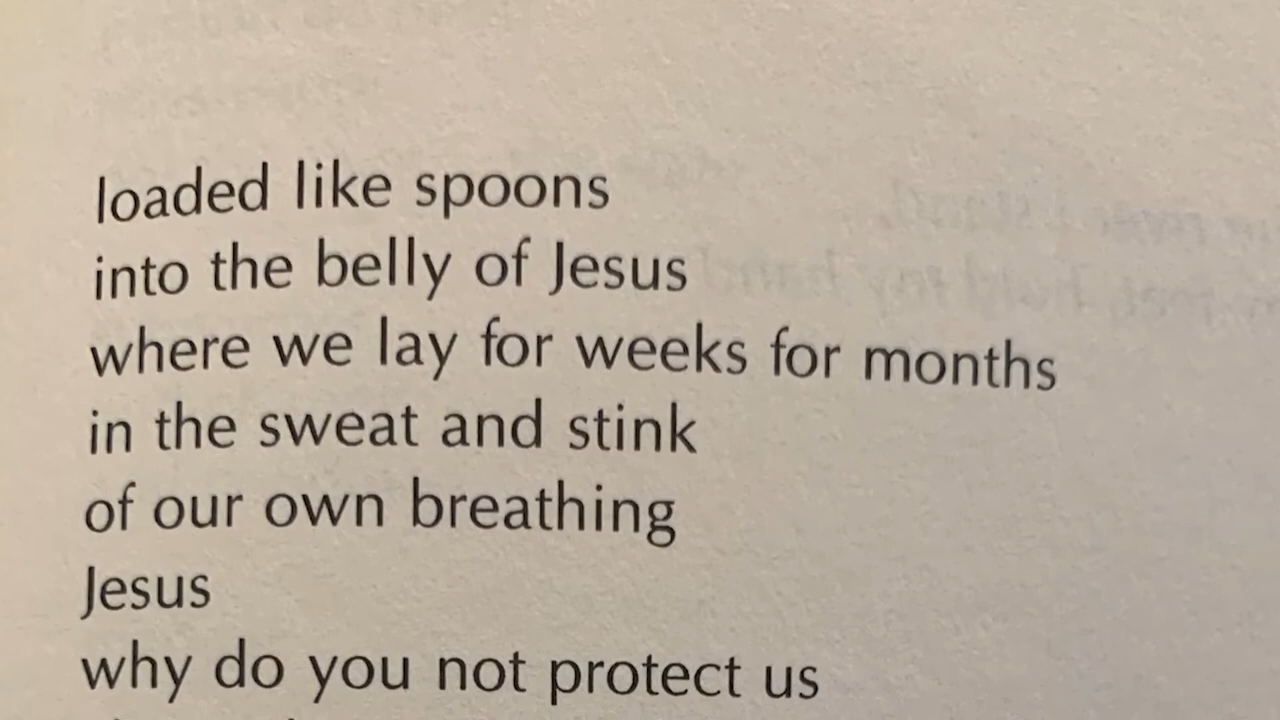 loaded like spoons
into the belly of Jesus
where we lay for weeks for months
in the sweat and stink
of our own breathing
Jesus
why do you not protect us